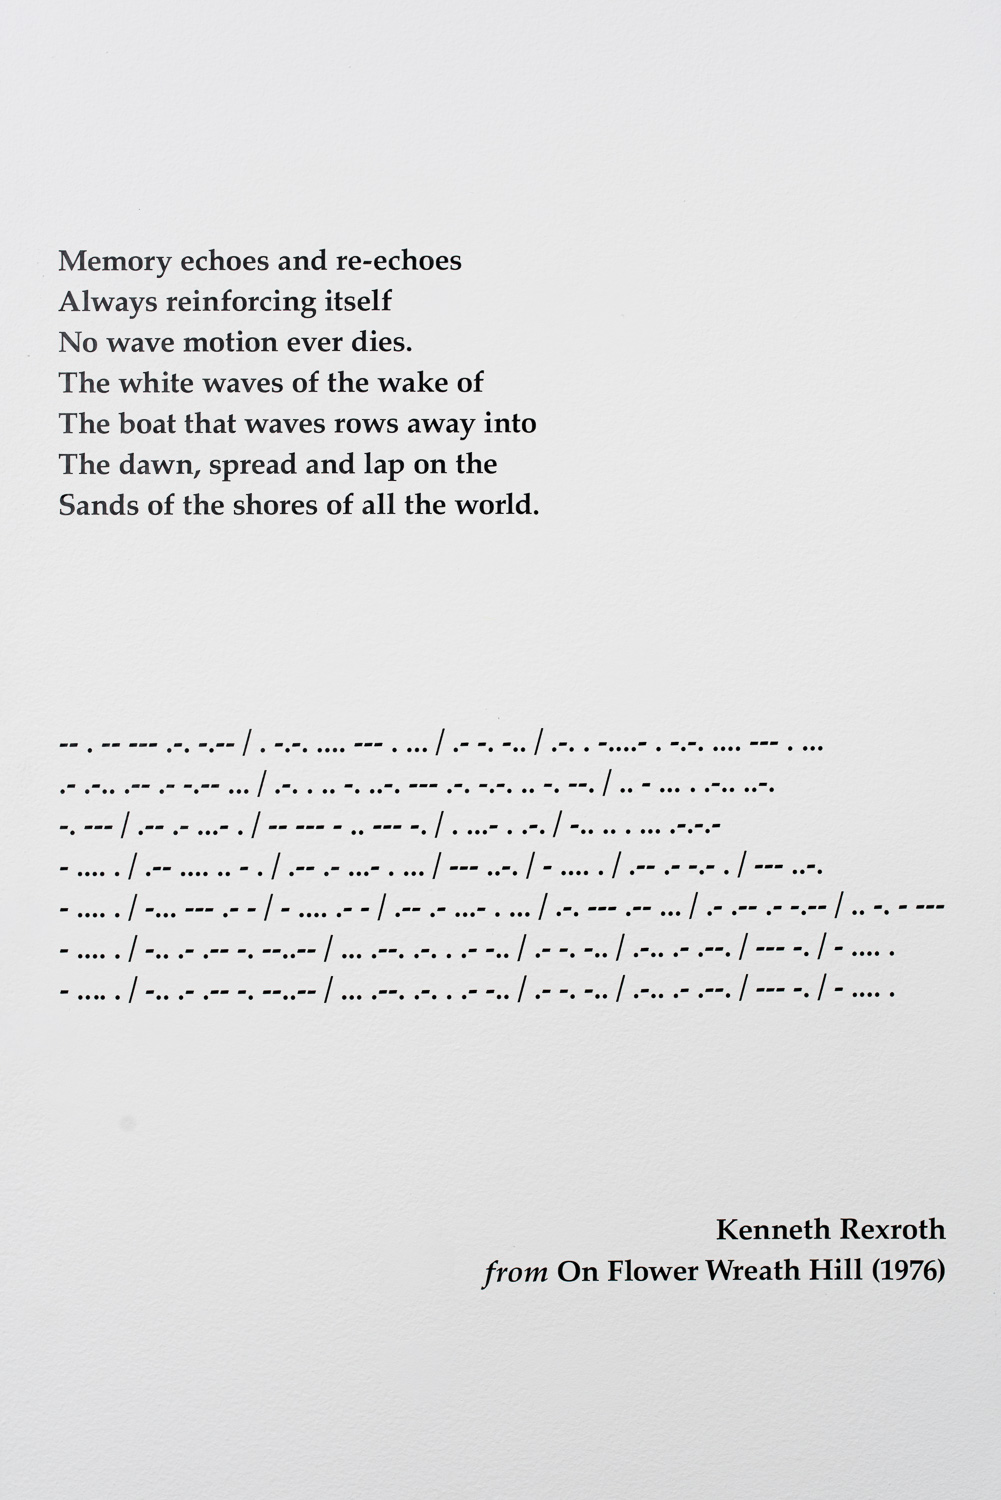 Memory echoes and re-echoes
Always reinforcing itself
No wave motion ever dies.
The white waves of the wake of
The boat that waves rows away into
The dawn, spread and lap on the
Sands of the shores of all the world.
-- . -- --- .-. -.-- / . -.-. .... --- . ... / .- -. -.. / .-. . -....- . -.-. .... --- . ...
.- .-.. .-- .- -.-- ... / .-. . .. -. ..-. --- .-. -.-. .. -. --. / .. - ... . .-.. ..-.
-. --- / .-- .- ...- . / -- --- - .. --- -. / . ...- . .-. / -.. .. . ... .-.-.-
- .... . / .-- .... .. - . / .-- .- ...- . ... / --- ..-. / - .... . / .-- .- -.- . / --- ..-.
- .... . / -... --- .- - / - .... .- - / .-- .- ...- . ... / .-. --- .-- ... / .- .-- .- -.-- / .. -. - ---
- .... . / -.. .- .-- -. --..-- / ... .--. .-. . .- -.. / .- -. -.. / .-.. .- .--. / --- -. / - .... .
- .... . / -.. .- .-- -. --..-- / ... .--. .-. . .- -.. / .- -. -.. / .-.. .- .--. / --- -. / - .... .
Kenneth Rexroth
from On Flower Wreath Hill (1976)